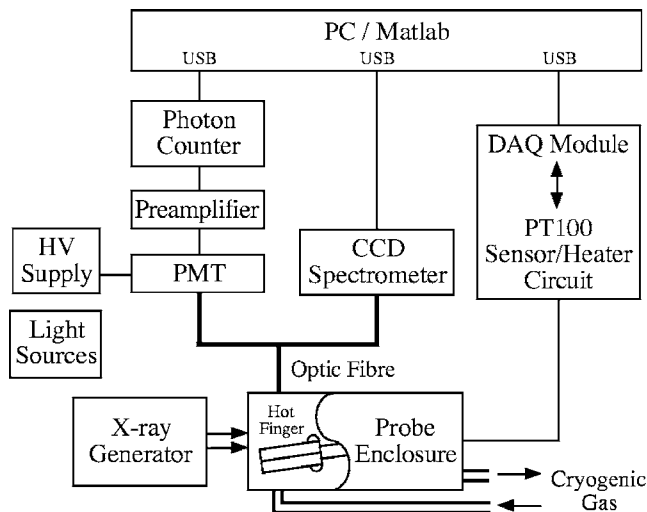 PC / Matlab
USB
USB
USB
Photon
Counter
Preamplifier
HV
Supply
PMT
CCD
Spectrometer
DAQ Module
PT100
Sensor/Heater
Circuit
Light
Sources
Optic Fibre
X-ray
Generator
Hot
Finger
Probe
Enclosure
Cryogenic
Gas